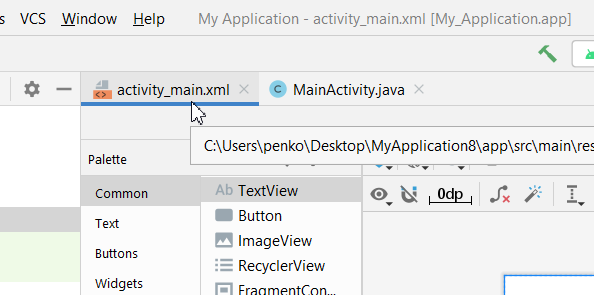 s VCS Window Help My Application - activity_main.xml [My_Application.app]
activity_main.xml MainActivity.java
C:\Users\penko\Desktop\MyApplication8\app\src\main\res
Palette
Common
Text
Buttons
Widgets
Ab TextView
Button
ImageView
RecyclerView
FragmentCon...
0dp